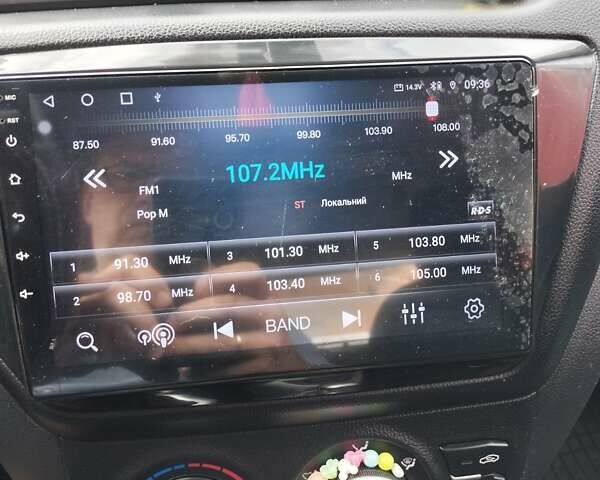 MIC
14.3V 09:36
RST
87.50 91.60 95.70 99.80 103.90 108.00
107.2MHz
MHz
FM1
Pop M
ST Локальний
R·D·S
1 91.30 MHz 3 101.30 MHz 5 103.80 MHz
2 98.70 MHz 4 103.40 MHz 6 105.00 MHz
BAND